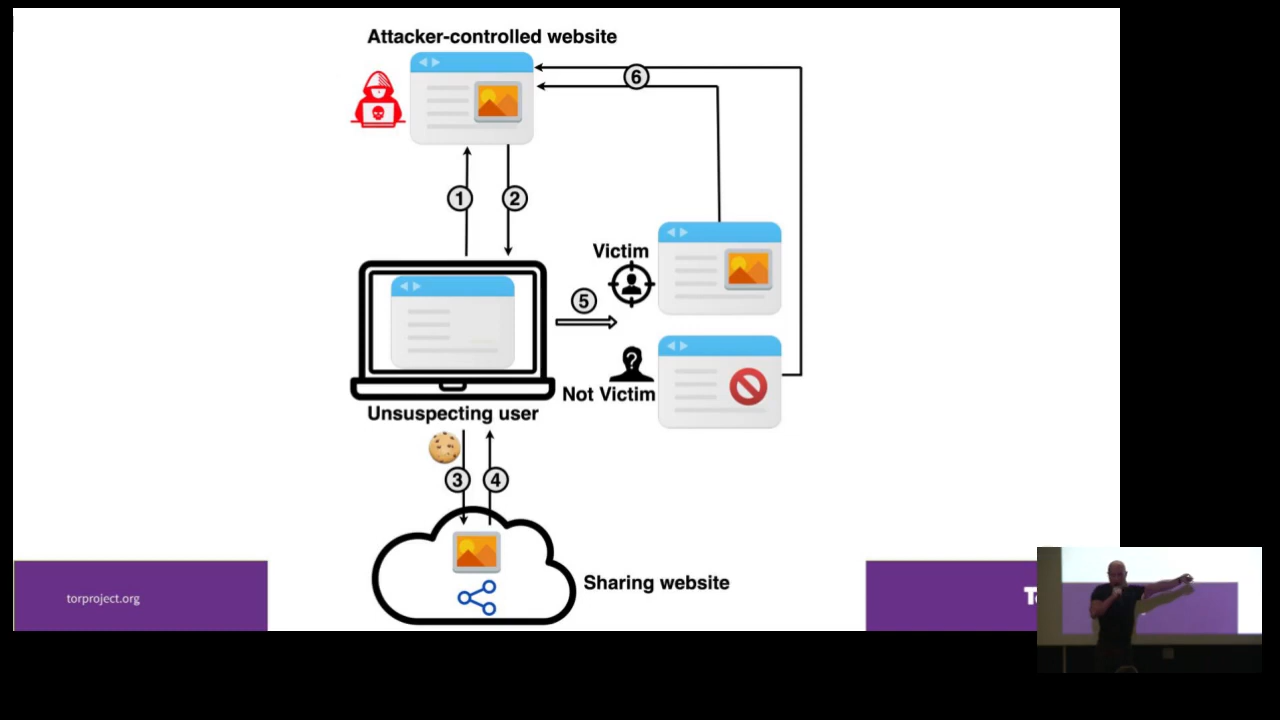 Attacker-controlled website
6
1
2
Victim
5
Not Victim
Unsuspecting user
3
4
Sharing website
torproject.org